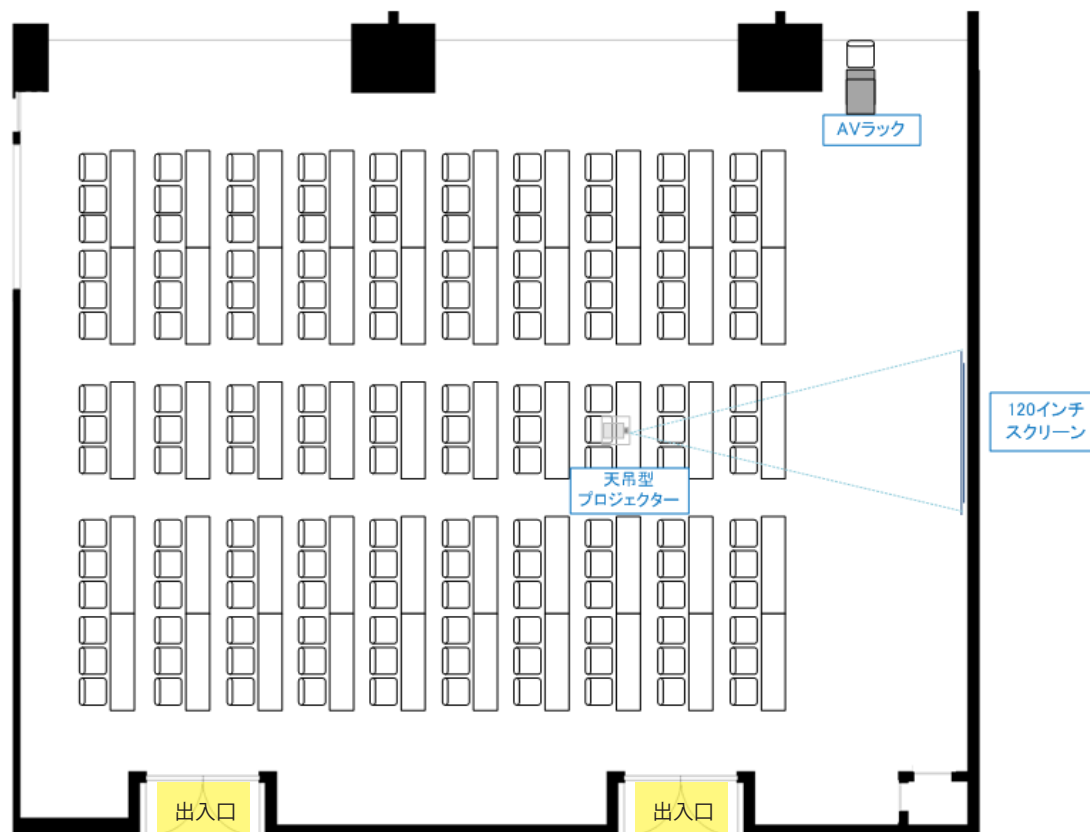 AVラック
120インチ
スクリーン
天吊型
プロジェクター
出入口
出入口